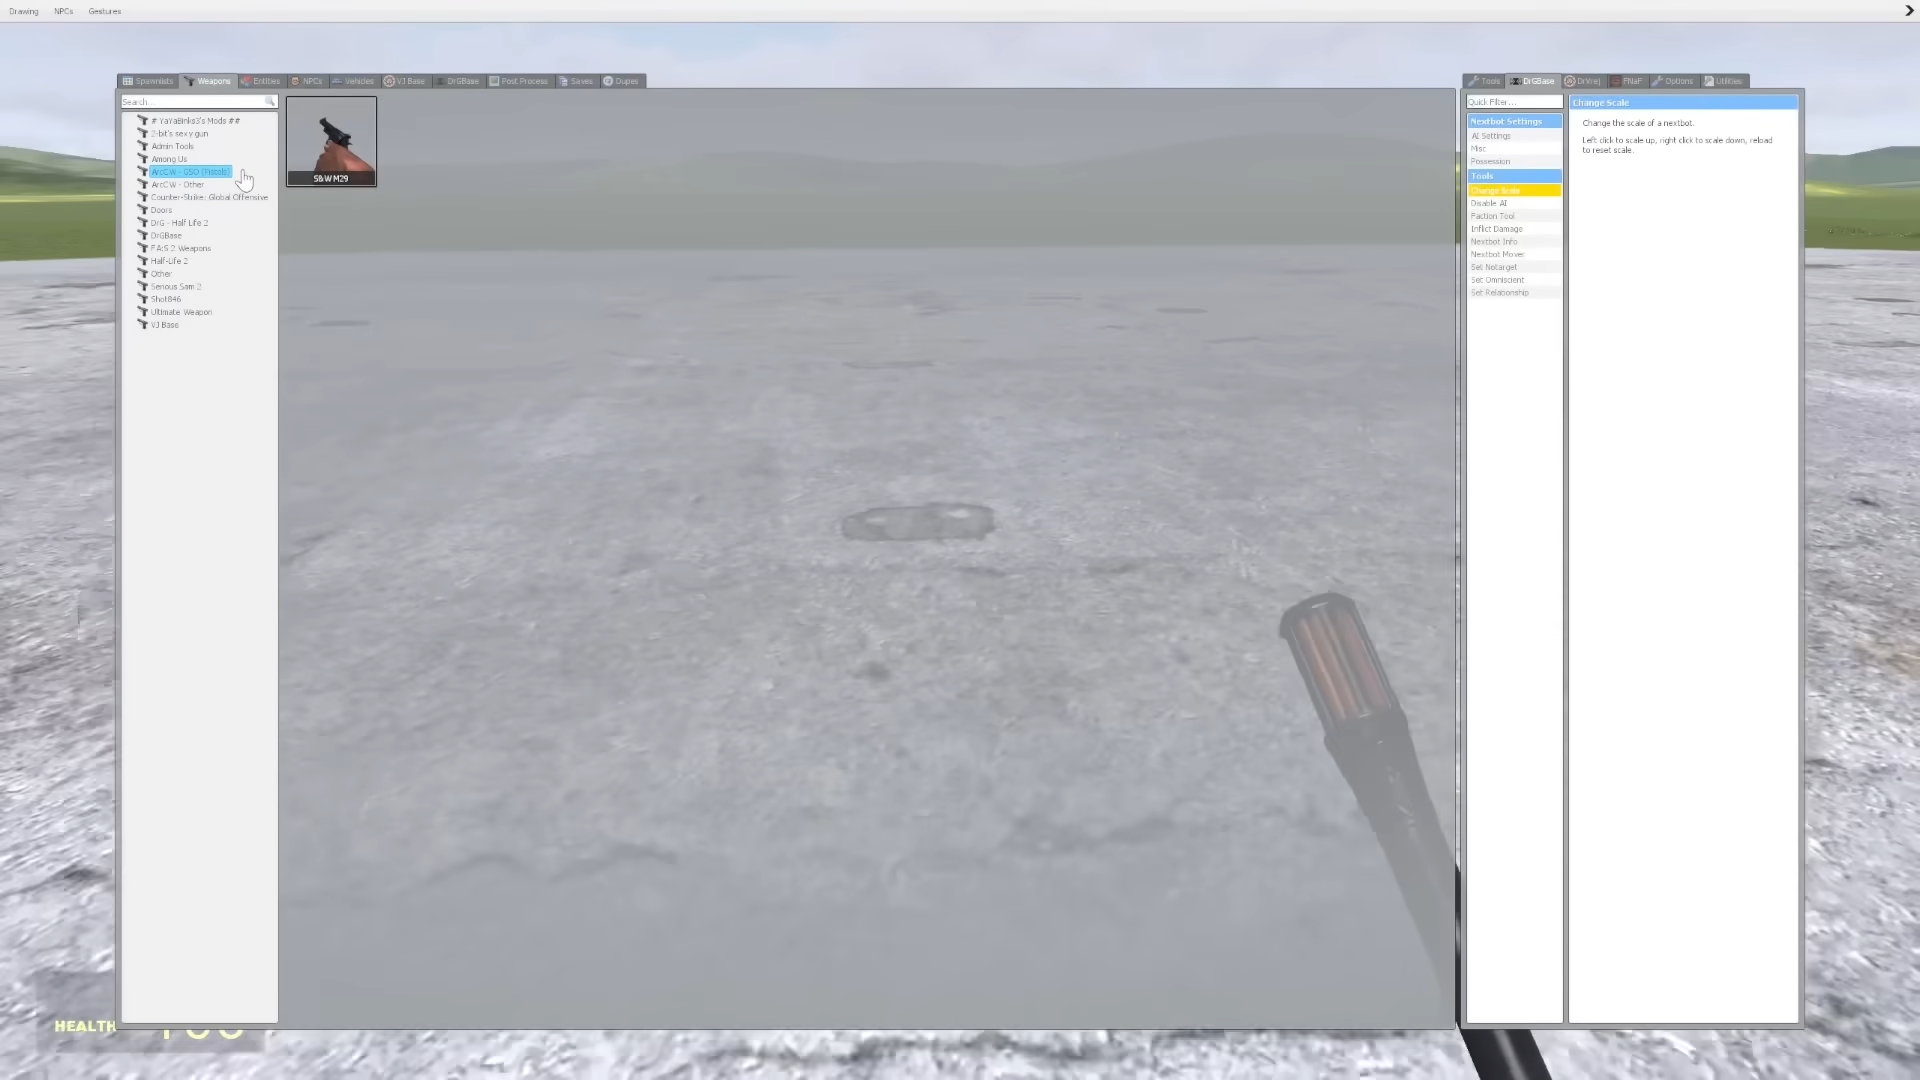 Drawing NPCs Gestures
Spawnlists Weapons Entities NPCs Vehicles VJ Base DrGBase Post Process Saves Dupes
Search...
# YaYaBinks3's Mods ##
2-bit's sexy gun
Admin Tools
Among Us
ArcCW - GSO (Pistols)
ArcCW - Other
Counter-Strike: Global Offensive
Doors
DrG - Half Life 2
DrGBase
F.A.S 2 Weapons
Half-Life 2
Other
Serious Sam 2
Shot846
Ultimate Weapon
VJ Base
S&W M29
Tools DrGBase DrVrej FNaF Options Utilities
Quick Filter...
Nextbot Settings
AI Settings
Misc
Possession
Tools
Change Scale
Disable AI
Faction Tool
Inflict Damage
Nextbot Info
Nextbot Mover
Set Notarget
Set Omniscient
Set Relationship
Change Scale
Change the scale of a nextbot.
Left click to scale up, right click to scale down, reload
to reset scale.
HEALTH